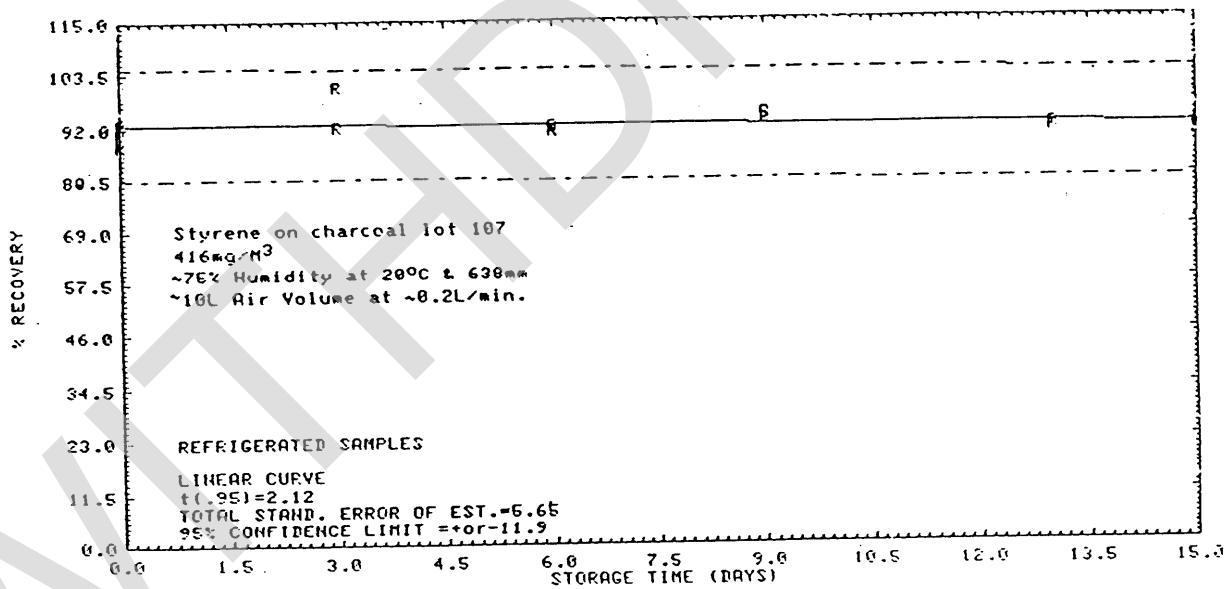 115.0
103.5
92.0
80.5
69.0
57.5
46.0
34.5
23.0
11.5
0.0
% RECOVERY
R
R
R
Styrene on charcoal lot 107
416mg/M3
~76% Humidity at 20°C & 638mm
~10L Air Volume at ~0.2L/min.
REFRIGERATED SAMPLES
LINEAR CURVE
t(.95)=2.12
TOTAL STAND. ERROR OF EST.=5.65
95% CONFIDENCE LIMIT =+or-11.9
0.0 1.5 3.0 4.5 6.0 7.5 9.0 10.5 12.0 13.5 15.0
STORAGE TIME (DAYS)
WITHD